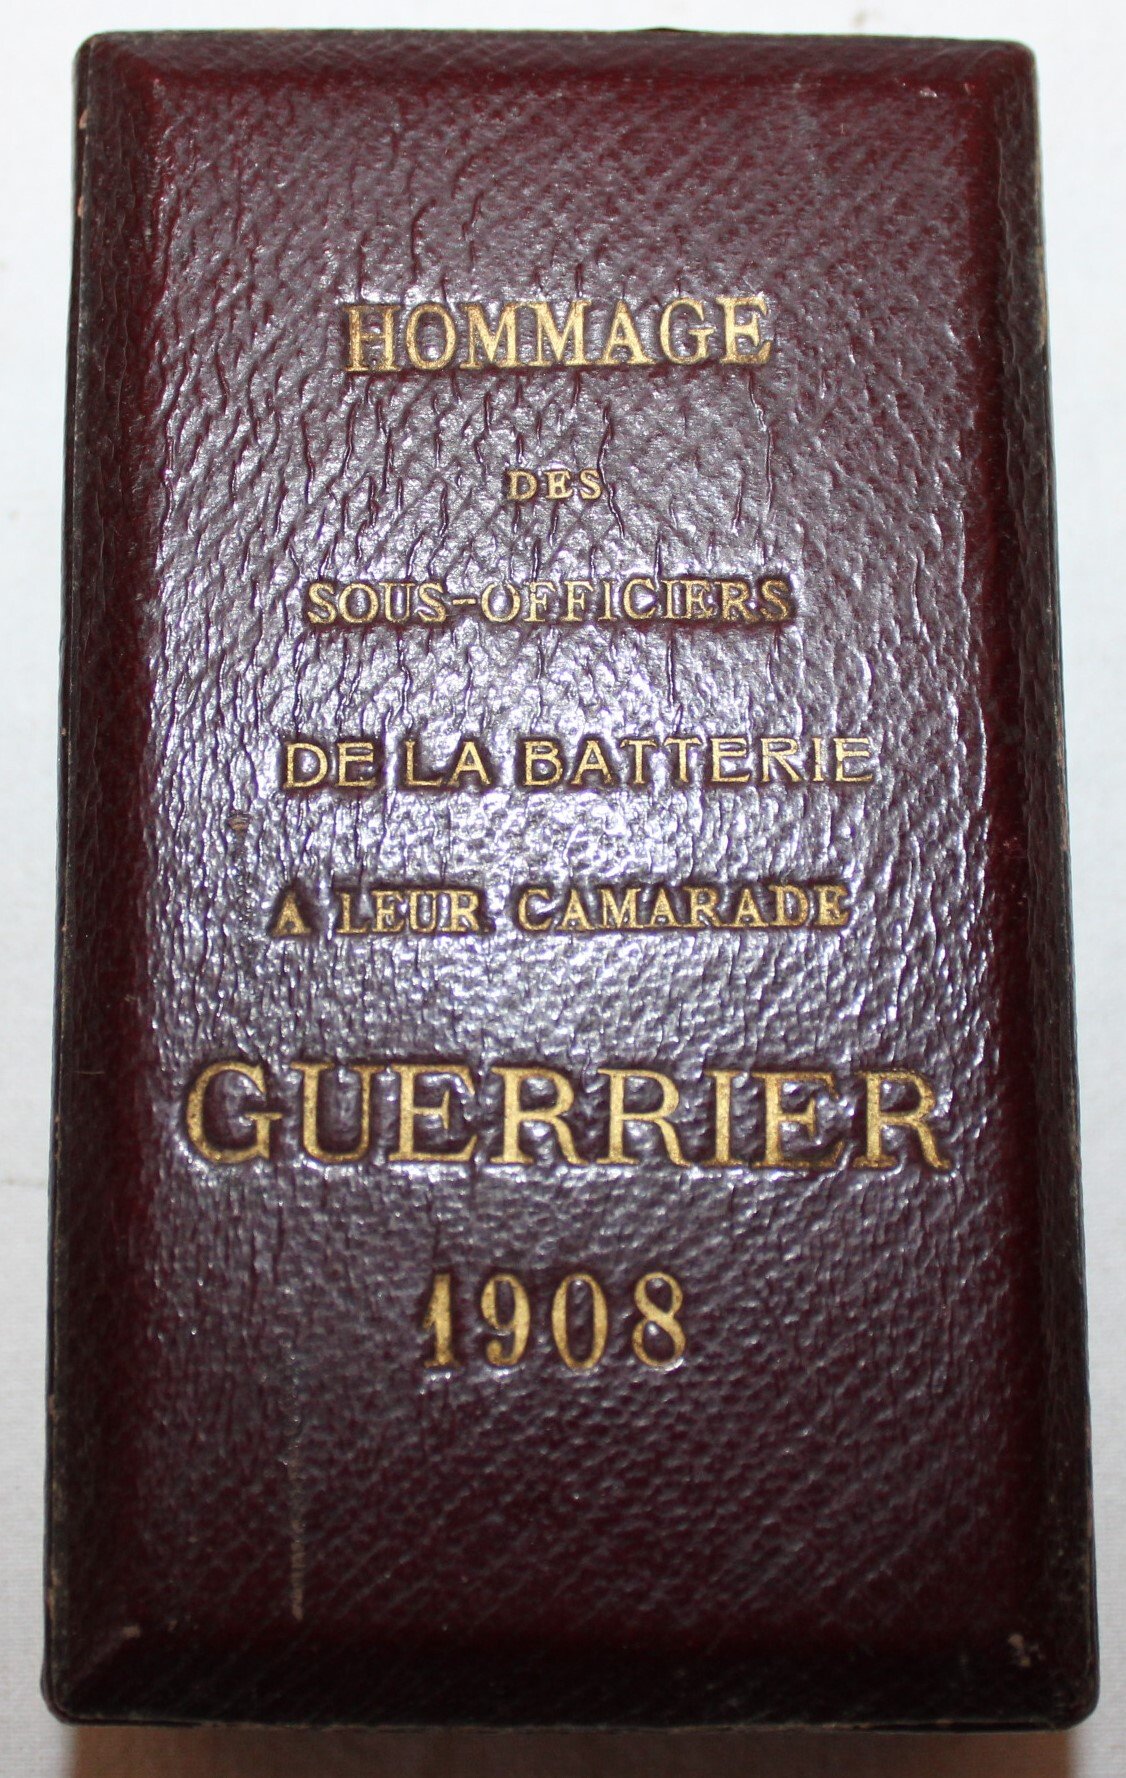 HOMMAGE
DES
SOUS-OFFICIERS
DE LA BATTERIE
A LEUR CAMARADE
GUERRIER
1908